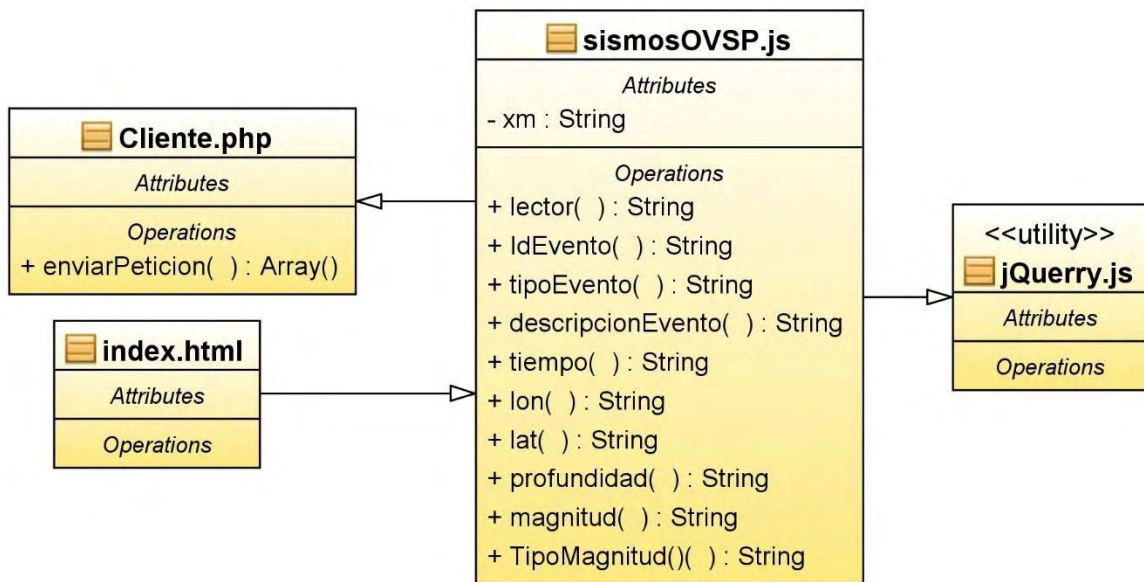 Cliente.php
Attributes
Operations
+ enviarPeticion(  ) : Array()
index.html
Attributes
Operations
sismosOVSP.js
Attributes
- xm : String
Operations
+ lector(  ) : String
+ IdEvento(  ) : String
+ tipoEvento(  ) : String
+ descripcionEvento(  ) : String
+ tiempo(  ) : String
+ lon(  ) : String
+ lat(  ) : String
+ profundidad(  ) : String
+ magnitud(  ) : String
+ TipoMagnitud()(  ) : String
<<utility>>
jQuerry.js
Attributes
Operations